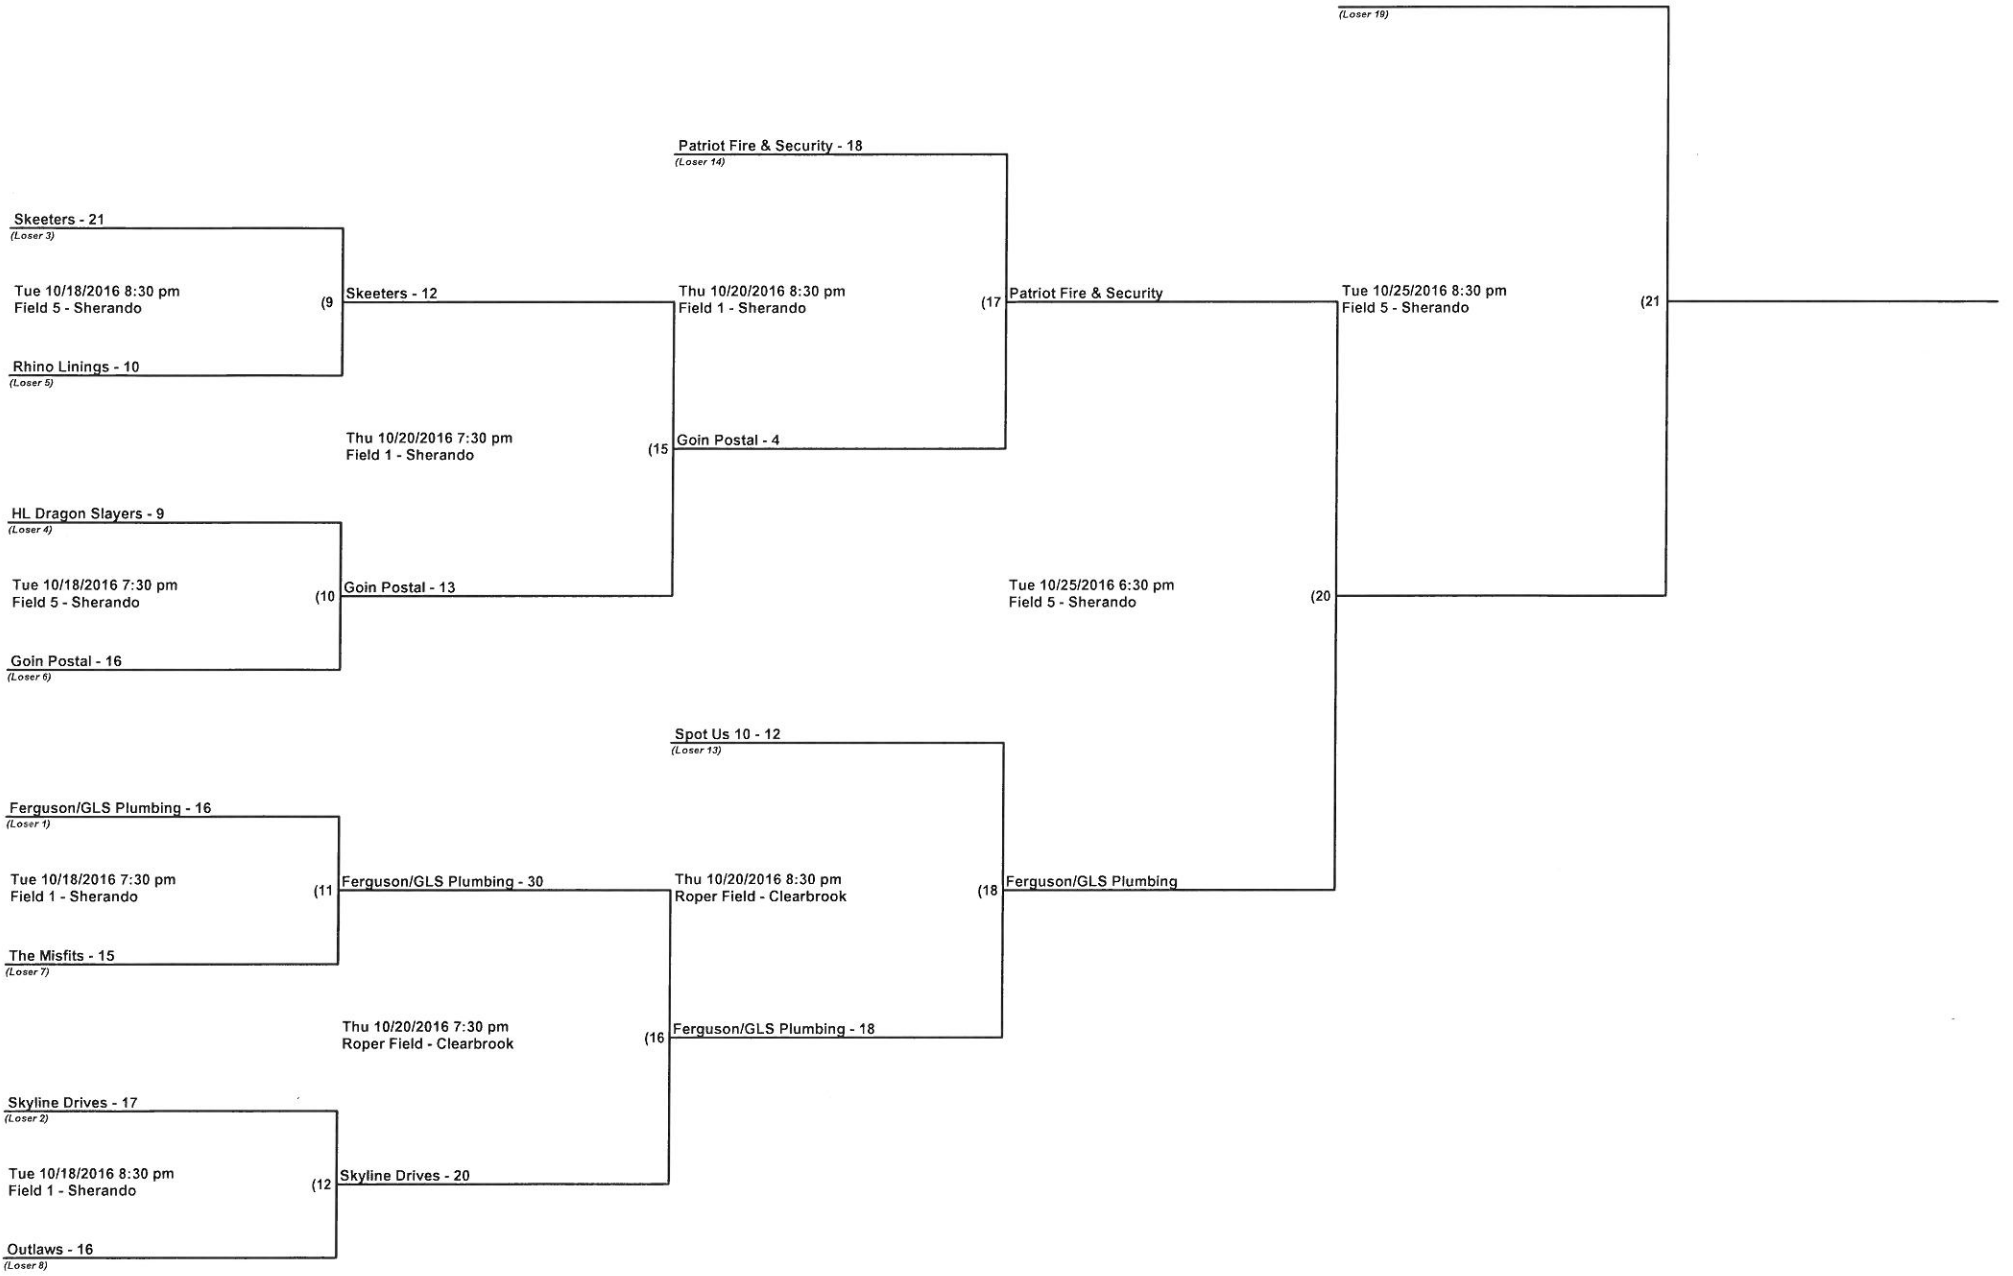 (Loser 19)
Patriot Fire & Security - 18
(Loser 14)
Skeeters - 21
(Loser 3)
Tue 10/18/2016 8:30 pm
Field 5 - Sherando
(9
Skeeters - 12
Thu 10/20/2016 8:30 pm
Field 1 - Sherando
(17
Patriot Fire & Security
Tue 10/25/2016 8:30 pm
Field 5 - Sherando
(21
Rhino Linings - 10
(Loser 5)
Thu 10/20/2016 7:30 pm
Field 1 - Sherando
(15
Goin Postal - 4
HL Dragon Slayers - 9
(Loser 4)
Tue 10/18/2016 7:30 pm
Field 5 - Sherando
(10
Goin Postal - 13
Tue 10/25/2016 6:30 pm
Field 5 - Sherando
(20
Goin Postal - 16
(Loser 6)
Spot Us 10 - 12
(Loser 13)
Ferguson/GLS Plumbing - 16
(Loser 1)
Tue 10/18/2016 7:30 pm
Field 1 - Sherando
(11
Ferguson/GLS Plumbing - 30
Thu 10/20/2016 8:30 pm
Roper Field - Clearbrook
(18
Ferguson/GLS Plumbing
The Misfits - 15
(Loser 7)
Thu 10/20/2016 7:30 pm
Roper Field - Clearbrook
(16
Ferguson/GLS Plumbing - 18
Skyline Drives - 17
(Loser 2)
Tue 10/18/2016 8:30 pm
Field 1 - Sherando
(12
Skyline Drives - 20
Outlaws - 16
(Loser 8)